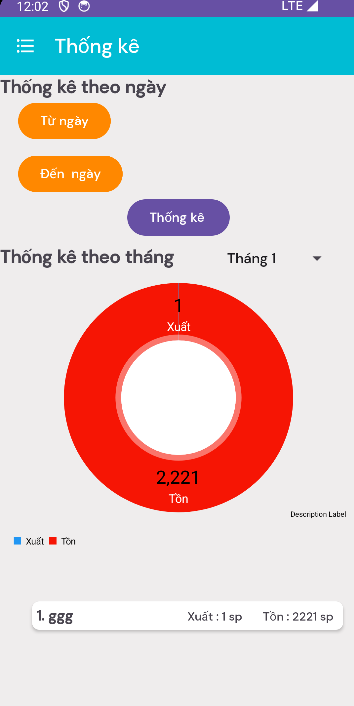 12:02 LTE
Thống kê
Thống kê theo ngày
Từ ngày
Đến ngày
Thống kê
Thống kê theo tháng Tháng 1
1
Xuất
2,221
Tồn
Description Label
Xuất Tồn
1. ggg Xuất : 1 sp Tồn : 2221 sp